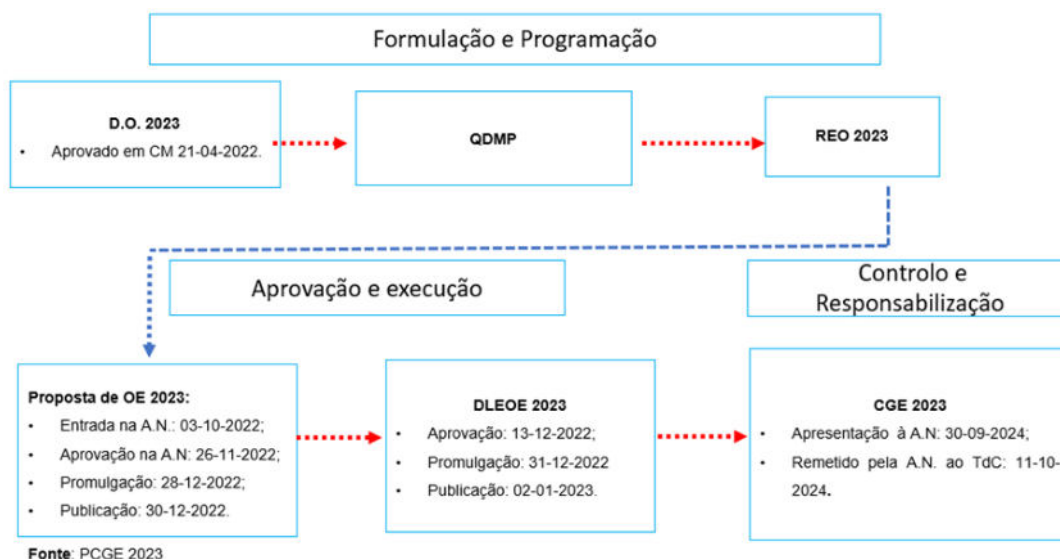 Formulação e Programação
D.O. 2023
• Aprovado em CM 21-04-2022.
QDMP
REO 2023
Aprovação e execução
Controlo e
Responsabilização
Proposta de OE 2023:
• Entrada na A.N.: 03-10-2022;
• Aprovação na A.N: 26-11-2022;
• Promulgação: 28-12-2022;
• Publicação: 30-12-2022.
DLEOE 2023
• Aprovação: 13-12-2022;
• Promulgação: 31-12-2022
• Publicação: 02-01-2023.
CGE 2023
• Apresentação à A.N: 30-09-2024;
• Remetido pela A.N. ao TdC: 11-10-
2024.
Fonte: PCGE 2023